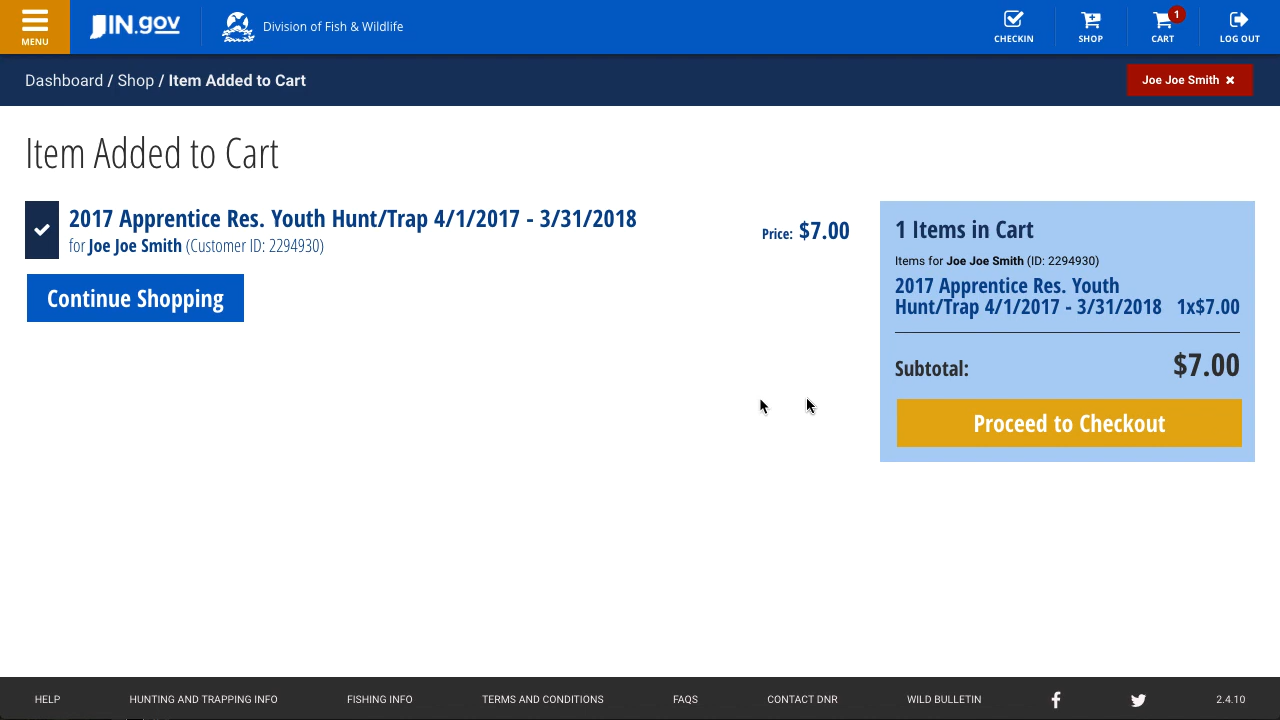 MENU
IN.gov
Division of Fish & Wildlife
CHECKIN
SHOP
1
CART
LOG OUT
Dashboard / Shop / Item Added to Cart
Joe Joe Smith ×
Item Added to Cart
2017 Apprentice Res. Youth Hunt/Trap 4/1/2017 - 3/31/2018
for Joe Joe Smith (Customer ID: 2294930)
Price: $7.00
Continue Shopping
1 Items in Cart
Items for Joe Joe Smith (ID: 2294930)
2017 Apprentice Res. Youth
Hunt/Trap 4/1/2017 - 3/31/2018 1x$7.00
Subtotal: $7.00
Proceed to Checkout
HELP
HUNTING AND TRAPPING INFO
FISHING INFO
TERMS AND CONDITIONS
FAQS
CONTACT DNR
WILD BULLETIN
2.4.10